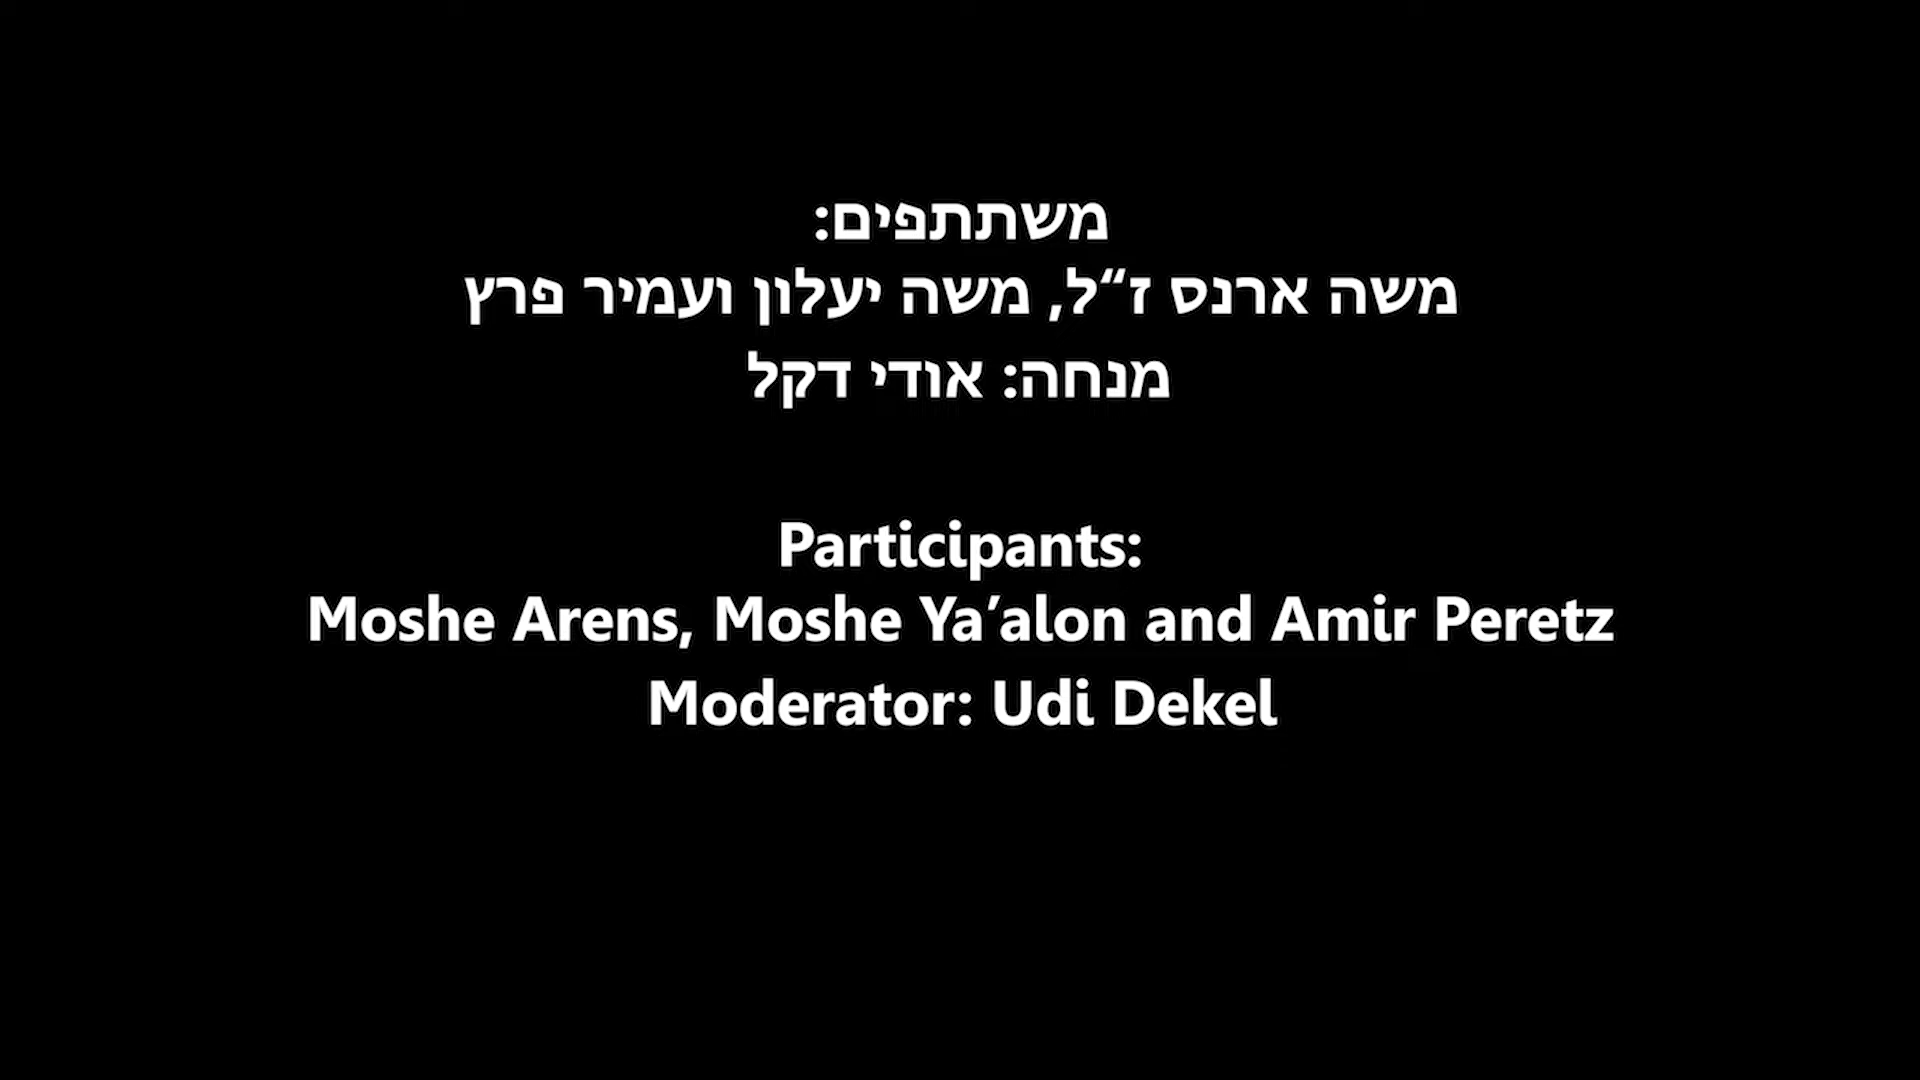 משתתפים:
משה ארנס ז“ל, משה יעלון ועמיר פרץ
מנחה: אודי דקל
Participants:
Moshe Arens, Moshe Ya’alon and Amir Peretz
Moderator: Udi Dekel